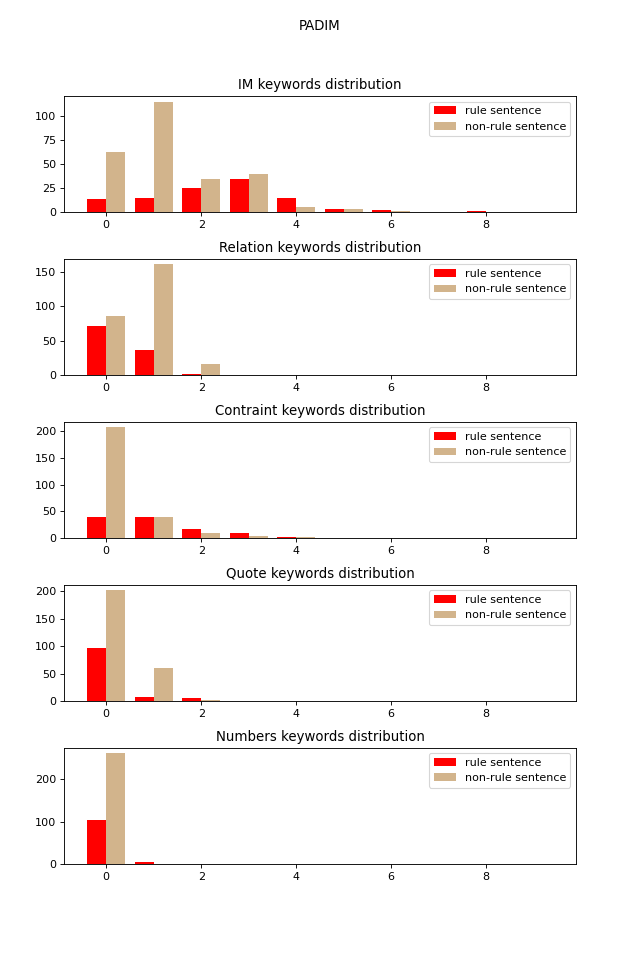 PADIM
IM keywords distribution
100
75
50
25
0
rule sentence
non-rule sentence
0 2 4 6 8
Relation keywords distribution
150
100
50
0
rule sentence
non-rule sentence
0 2 4 6 8
Contraint keywords distribution
200
150
100
50
0
rule sentence
non-rule sentence
0 2 4 6 8
Quote keywords distribution
200
150
100
50
0
rule sentence
non-rule sentence
0 2 4 6 8
Numbers keywords distribution
200
100
0
rule sentence
non-rule sentence
0 2 4 6 8